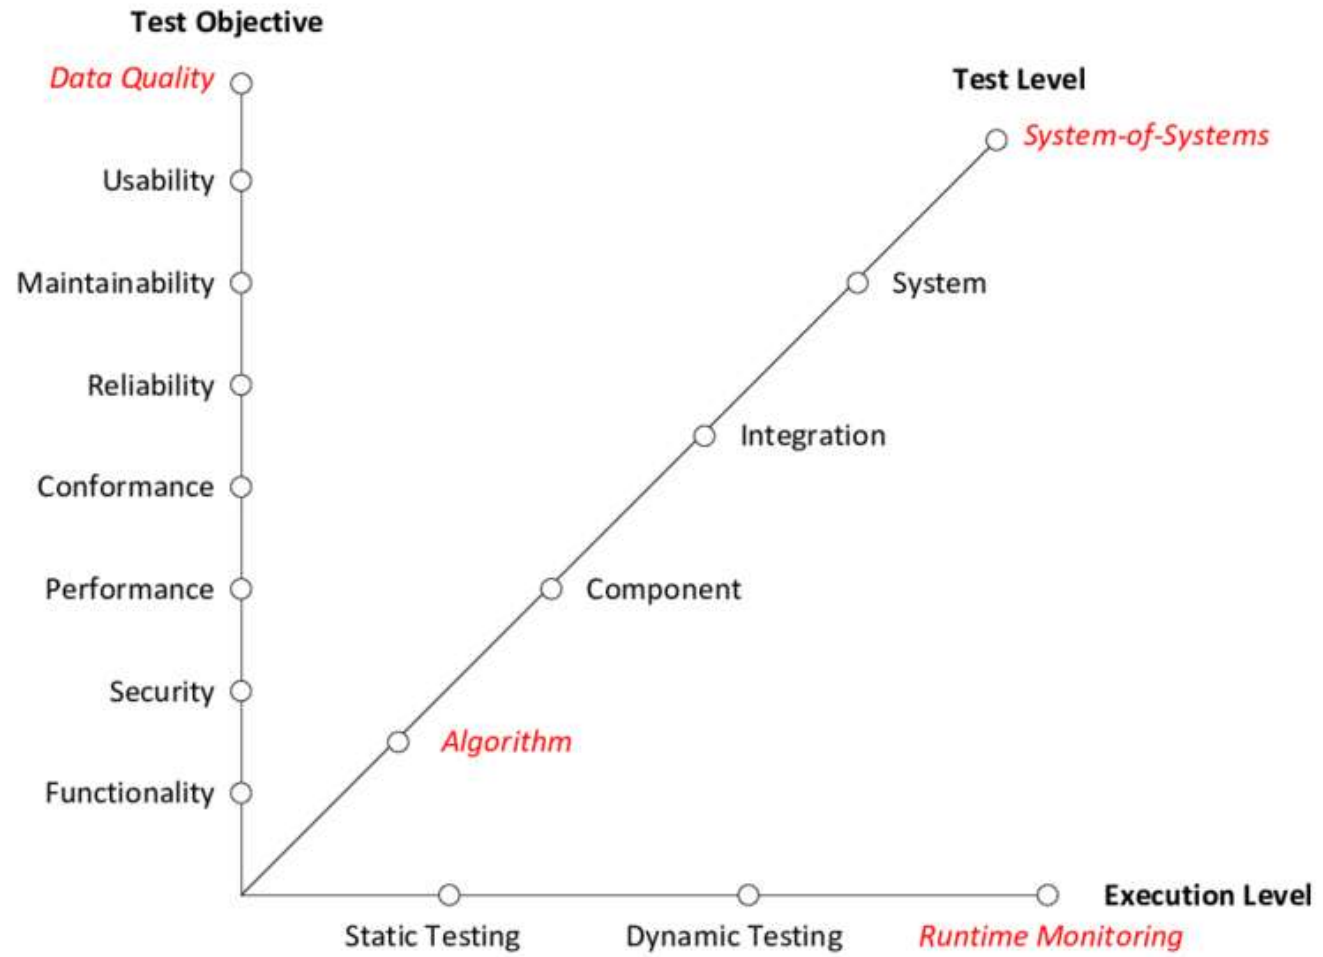 Test Objective
Data Quality
Test Level
System-of-Systems
Usability
Maintainability
System
Reliability
Integration
Conformance
Performance
Component
Security
Algorithm
Functionality
Execution Level
Static Testing
Dynamic Testing
Runtime Monitoring